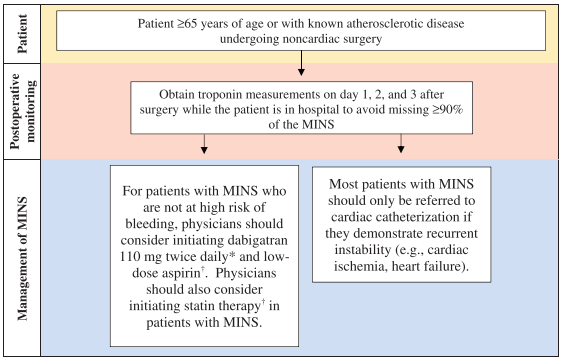 Patient
Patient ≥65 years of age or with known atherosclerotic disease
undergoing noncardiac surgery
Postoperative
monitoring
Obtain troponin measurements on day 1, 2, and 3 after
surgery while the patient is in hospital to avoid missing ≥90%
of the MINS
Management of MINS
For patients with MINS who
are not at high risk of
bleeding, physicians should
consider initiating dabigatran
110 mg twice daily* and low-
dose aspirin†. Physicians
should also consider
initiating statin therapy† in
patients with MINS.
Most patients with MINS
should only be referred to
cardiac catheterization if
they demonstrate recurrent
instability (e.g., cardiac
ischemia, heart failure).